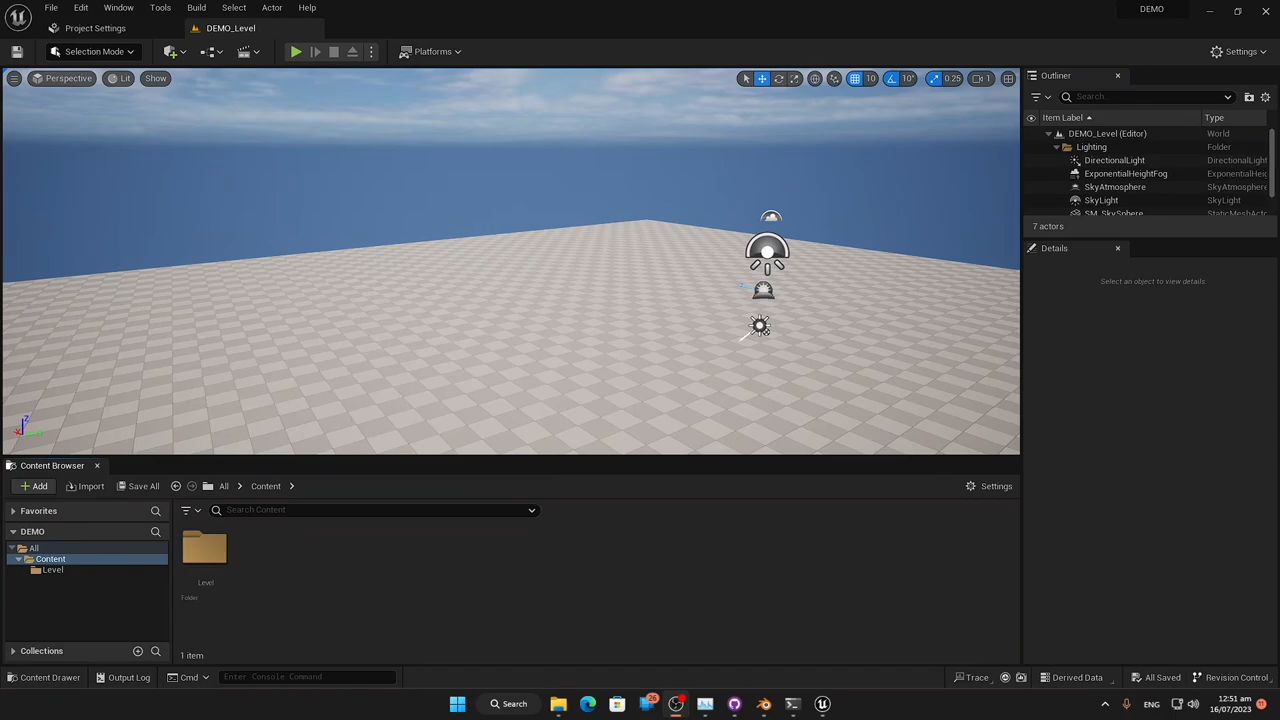 File Edit Window Tools Build Select Actor Help DEMO
Project Settings DEMO_Level
Selection Mode Platforms Settings
Perspective Lit Show 10 10° 0.25 1
Outliner
Search...
Item Label Type
DEMO_Level (Editor) World
Lighting Folder
DirectionalLight DirectionalLight
ExponentialHeightFog ExponentialHeig
SkyAtmosphere SkyAtmosphere
SkyLight SkyLight
SM_SkySphere StaticMeshActo
7 actors
Details
Select an object to view details.
Z
Content Browser
Add Import Save All All Content Settings
Favorites Search Content
DEMO
All
Content
Level
Level
Folder
Collections 1 item
Content Drawer Output Log Cmd Enter Console Command Trace Derived Data All Saved Revision Control
Search 26 ENG 12:51 am
16/07/2023